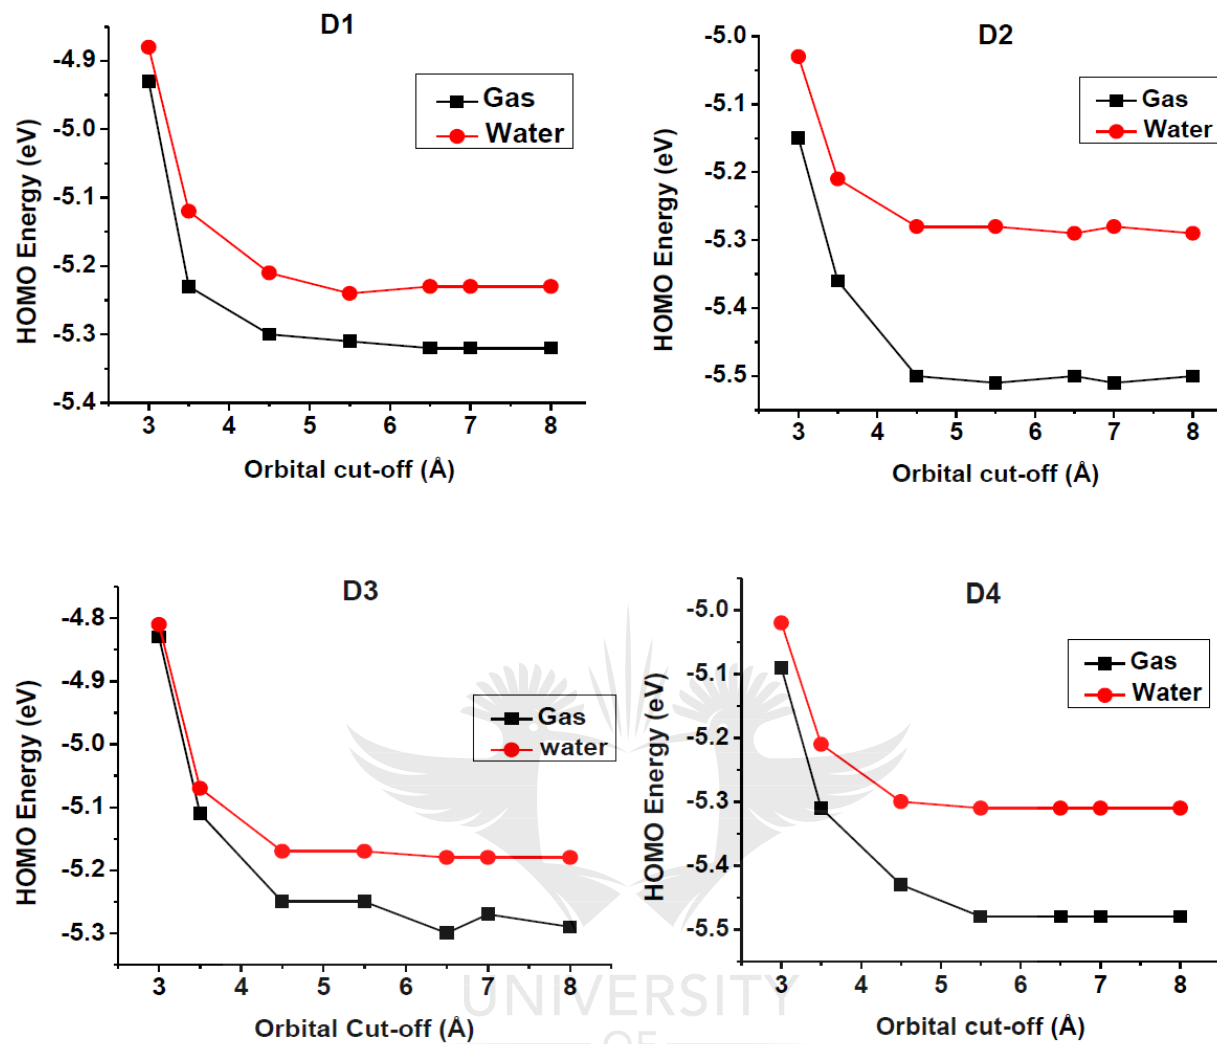 D1
-4.9
-5.0
-5.1
-5.2
-5.3
-5.4
HOMO Energy (eV)
Gas
Water
3 4 5 6 7 8
Orbital cut-off (Å)
D2
-5.0
-5.1
-5.2
-5.3
-5.4
-5.5
HOMO Energy (eV)
Gas
Water
3 4 5 6 7 8
Orbital cut-off (Å)
D3
-4.8
-4.9
-5.0
-5.1
-5.2
-5.3
HOMO Energy (eV)
Gas
water
3 4 5 6 7 8
Orbital Cut-off (Å)
D4
-5.0
-5.1
-5.2
-5.3
-5.4
-5.5
HOMO Energy (eV)
Gas
Water
3 4 5 6 7 8
Orbital cut-off (Å)
UNIVERSITY
OF